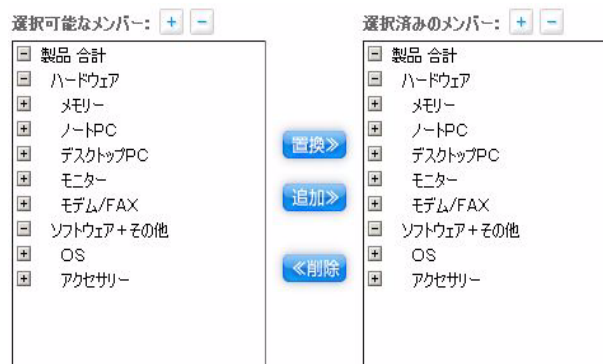 選択可能なメンバー: + -
製品 合計
ハードウェア
メモリー
ノートPC
デスクトップPC
モニター
モデム/FAX
ソフトウェア+その他
OS
アクセサリー
置換≫
追加≫
≪削除
選択済みのメンバー: + -
製品 合計
ハードウェア
メモリー
ノートPC
デスクトップPC
モニター
モデム/FAX
ソフトウェア+その他
OS
アクセサリー